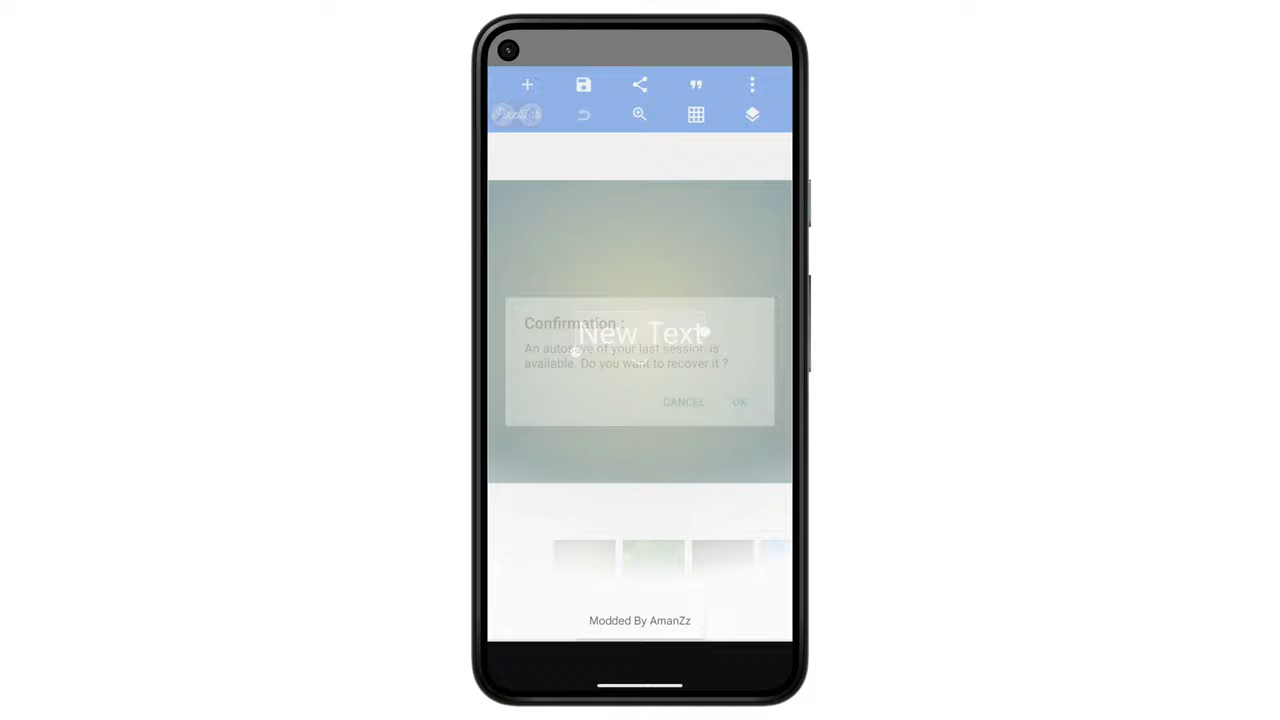 PixelLab
Confirmation :
New Text
An autosave of your last session is
available. Do you want to recover it ?
CANCEL OK
Modded By AmanZz